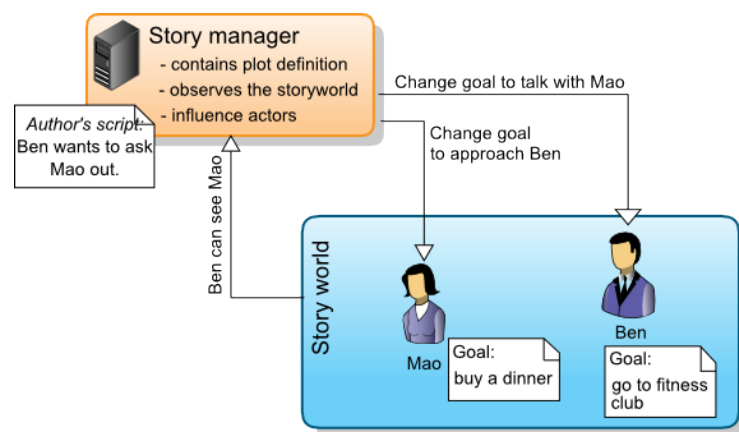 Story manager
- contains plot definition
- observes the storyworld
- influence actors
Author's script:
Ben wants to ask
Mao out.
Change goal to talk with Mao
Change goal
to approach Ben
Ben can see Mao
Story world
Mao
Goal:
buy a dinner
Ben
Goal:
go to fitness
club